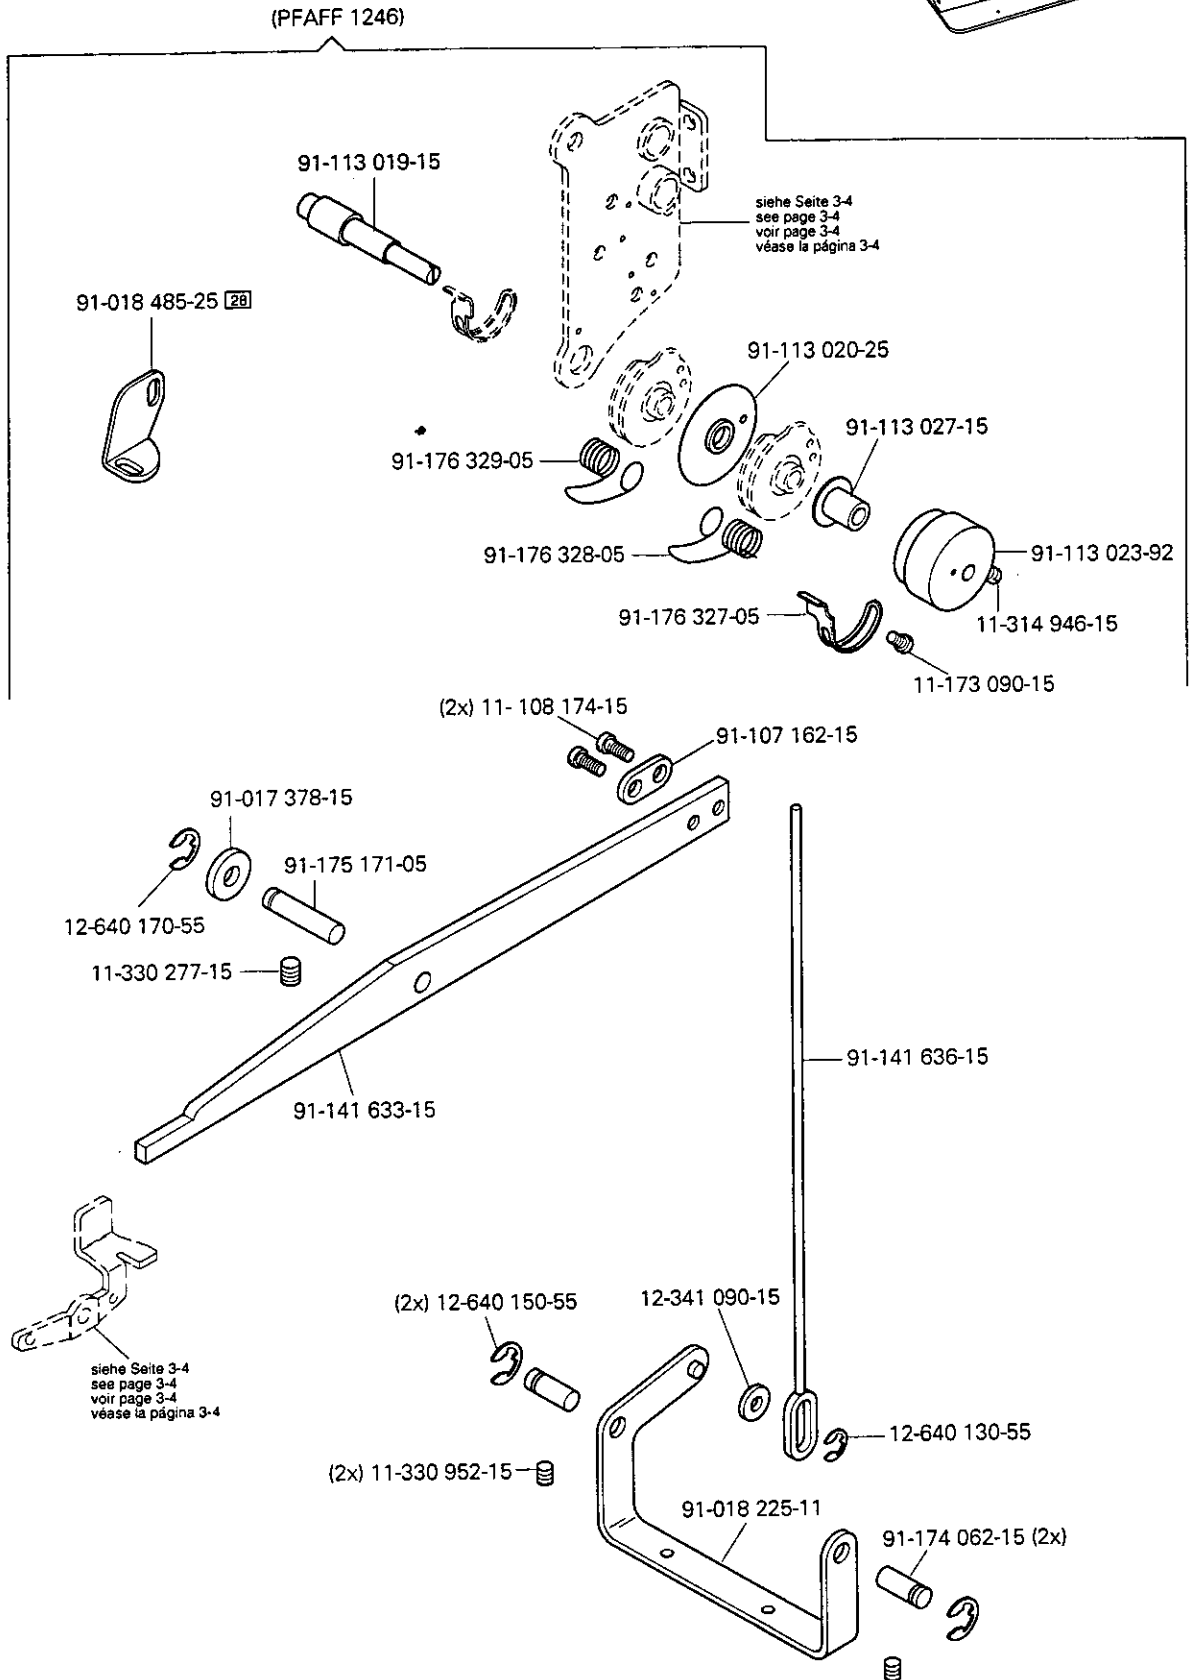 (PFAFF 1246)
91-113 019-15
siehe Seite 3-4
see page 3-4
voir page 3-4
véase la página 3-4
91-018 485-25 28
91-113 020-25
91-113 027-15
91-176 329-05
91-176 328-05
91-113 023-92
91-176 327-05
11-314 946-15
11-173 090-15
(2x) 11- 108 174-15
91-107 162-15
91-017 378-15
91-175 171-05
12-640 170-55
11-330 277-15
91-141 636-15
91-141 633-15
(2x) 12-640 150-55
12-341 090-15
siehe Seite 3-4
see page 3-4
voir page 3-4
véase la página 3-4
12-640 130-55
(2x) 11-330 952-15
91-018 225-11
91-174 062-15 (2x)